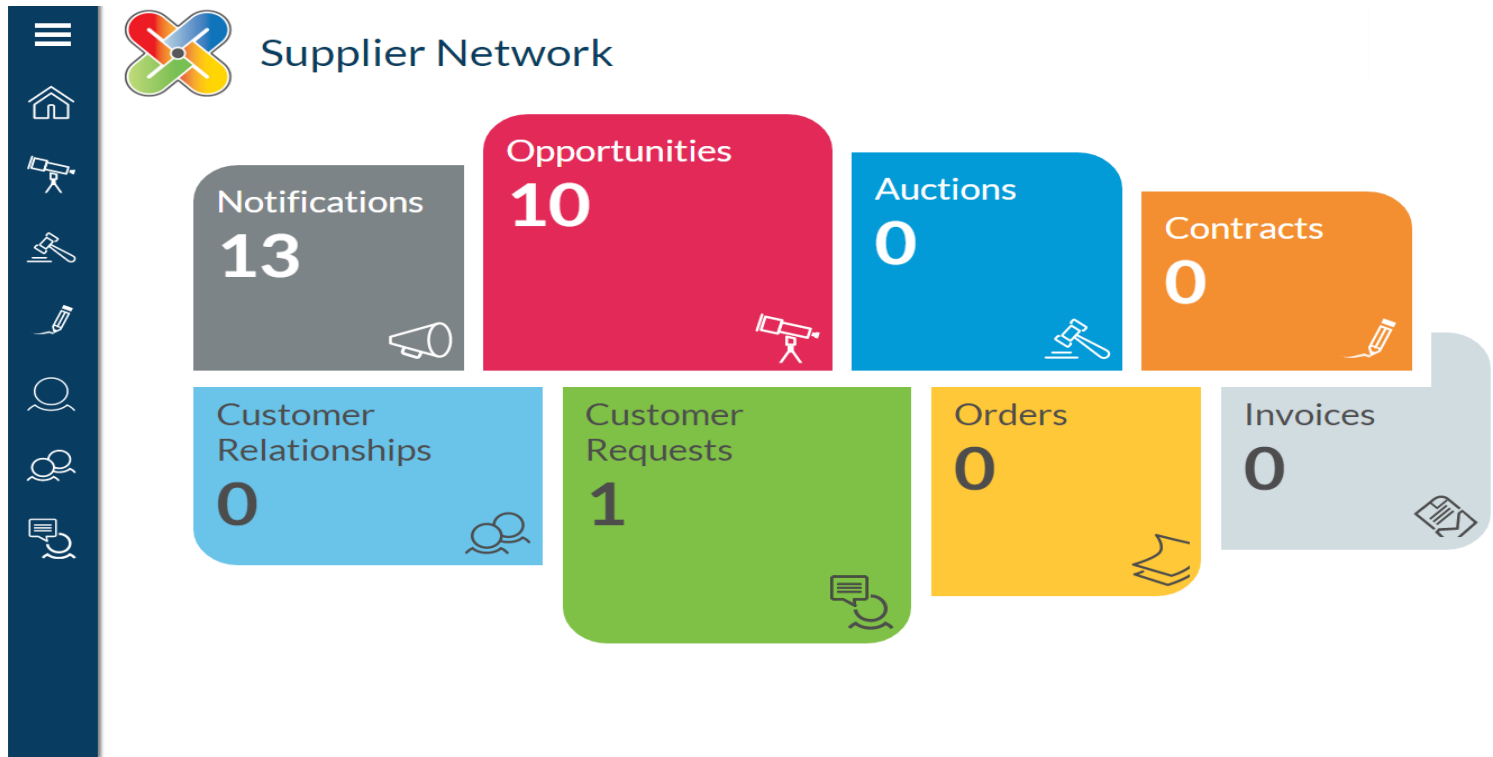 Supplier Network
Notifications
13
Opportunities
10
Auctions
0
Contracts
0
Customer
Relationships
0
Customer
Requests
1
Orders
0
Invoices
0